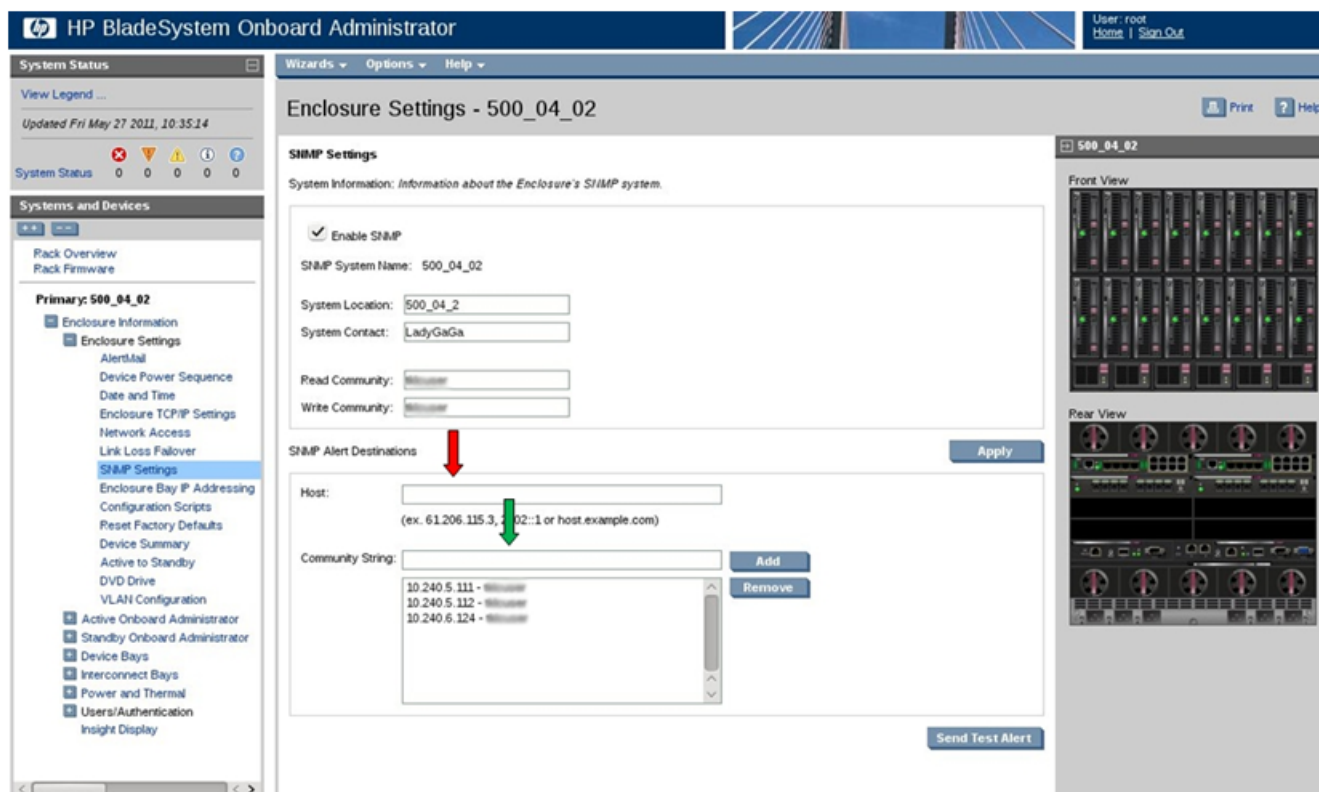 hp HP BladeSystem Onboard Administrator
User: root
Home | Sign Out
System Status
View Legend ...
Updated Fri May 27 2011, 10:35:14
System Status 0 0 0 0 0
Systems and Devices
Rack Overview
Rack Firmware
Primary: 500_04_02
Enclosure Information
Enclosure Settings
AlertMail
Device Power Sequence
Date and Time
Enclosure TCP/IP Settings
Network Access
Link Loss Failover
SNMP Settings
Enclosure Bay IP Addressing
Configuration Scripts
Reset Factory Defaults
Device Summary
Active to Standby
DVD Drive
VLAN Configuration
Active Onboard Administrator
Standby Onboard Administrator
Device Bays
Interconnect Bays
Power and Thermal
Users/Authentication
Insight Display
Wizards Options Help
Enclosure Settings - 500_04_02
Print Help
SNMP Settings
System Information: Information about the Enclosure's SNMP system.
Enable SNMP
SNMP System Name: 500_04_02
System Location: 500_04_2
System Contact: LadyGaGa
Read Community:
Write Community:
SNMP Alert Destinations
Apply
Host:
(ex. 61.206.115.3, 2002::1 or host.example.com)
Community String:
Add
10.240.5.111 -
Remove
10.240.5.112 -
10.240.6.124 -
Send Test Alert
500_04_02
Front View
Rear View